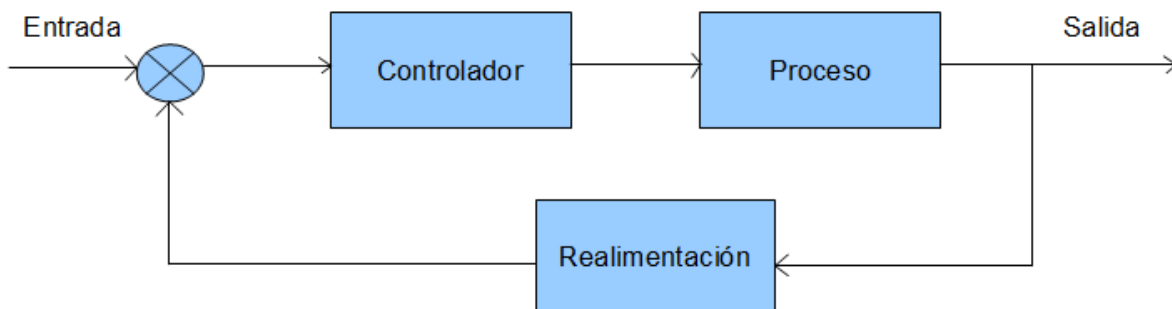 Entrada
Salida
Controlador
Proceso
Realimentación